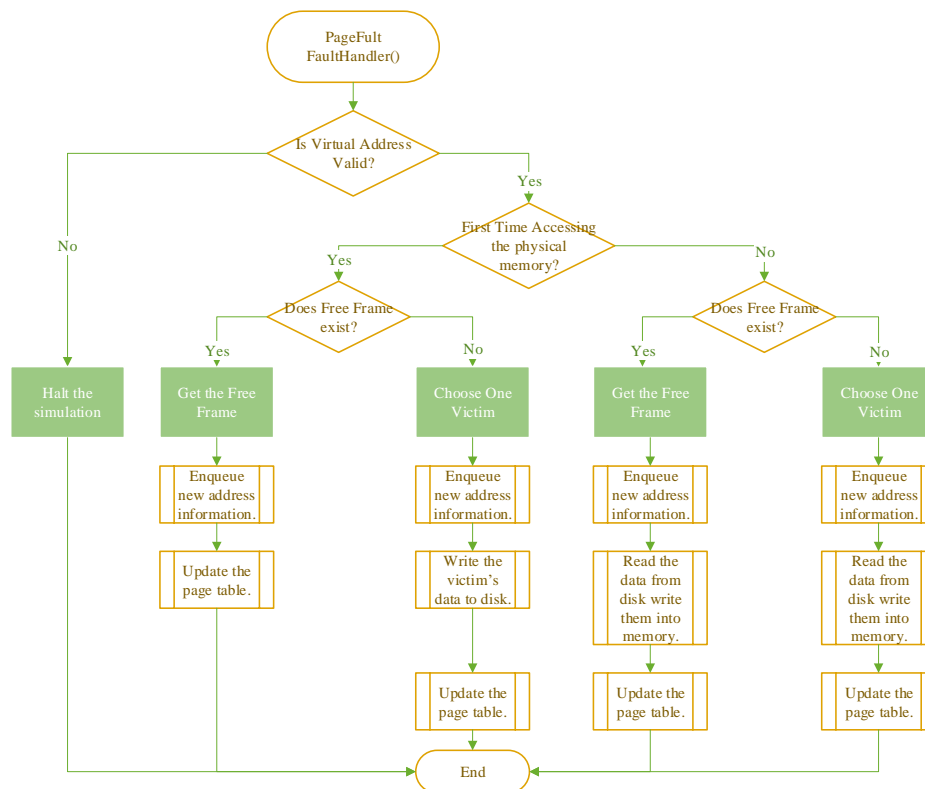 PageFult
FaultHandler()
Is Virtual Address
Valid?
Yes
No
First Time Accessing
the physical
memory?
Yes
No
Does Free Frame
exist?
Does Free Frame
exist?
Yes
No
Yes
No
Halt the
simulation
Get the Free
Frame
Choose One
Victim
Get the Free
Frame
Choose One
Victim
Enqueue
new address
information.
Enqueue
new address
information.
Enqueue
new address
information.
Enqueue
new address
information.
Update the
page table.
Write the
victim's
data to disk.
Read the
data from
disk write
them into
memory.
Read the
data from
disk write
them into
memory.
Update the
page table.
Update the
page table.
Update the
page table.
End